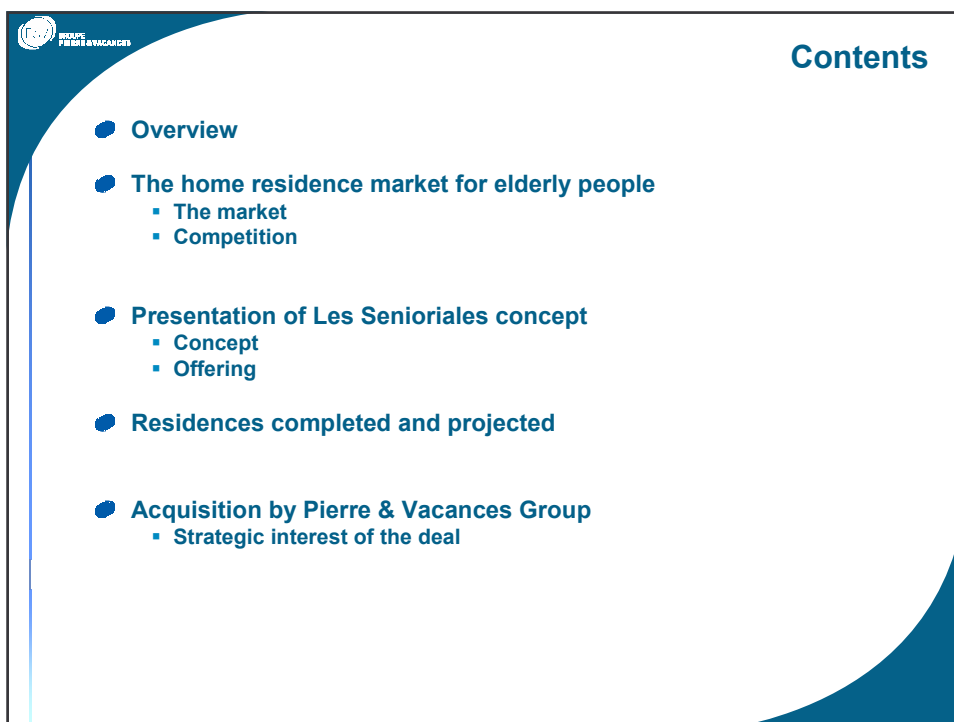 GROUPE
PIERRE & VACANCES
Contents
Overview
The home residence market for elderly people
The market
Competition
Presentation of Les Senioriales concept
Concept
Offering
Residences completed and projected
Acquisition by Pierre & Vacances Group
Strategic interest of the deal